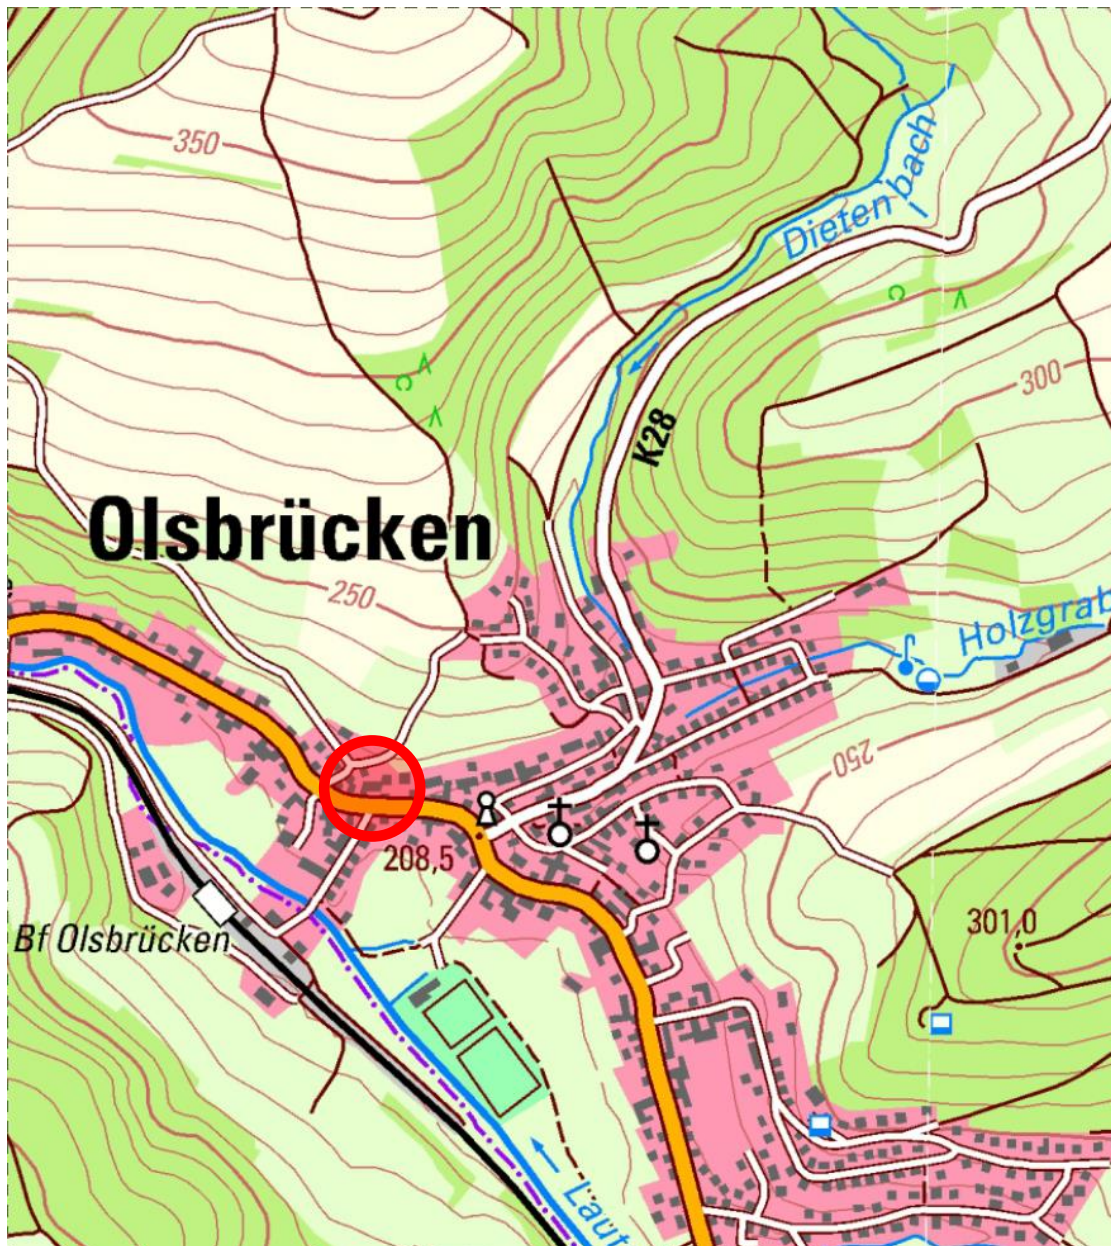 350
Dietenbach
300
K28
Olsbrücken
250
Holzgrab
250
208,5
301,0
Bf Olsbrücken
Laut